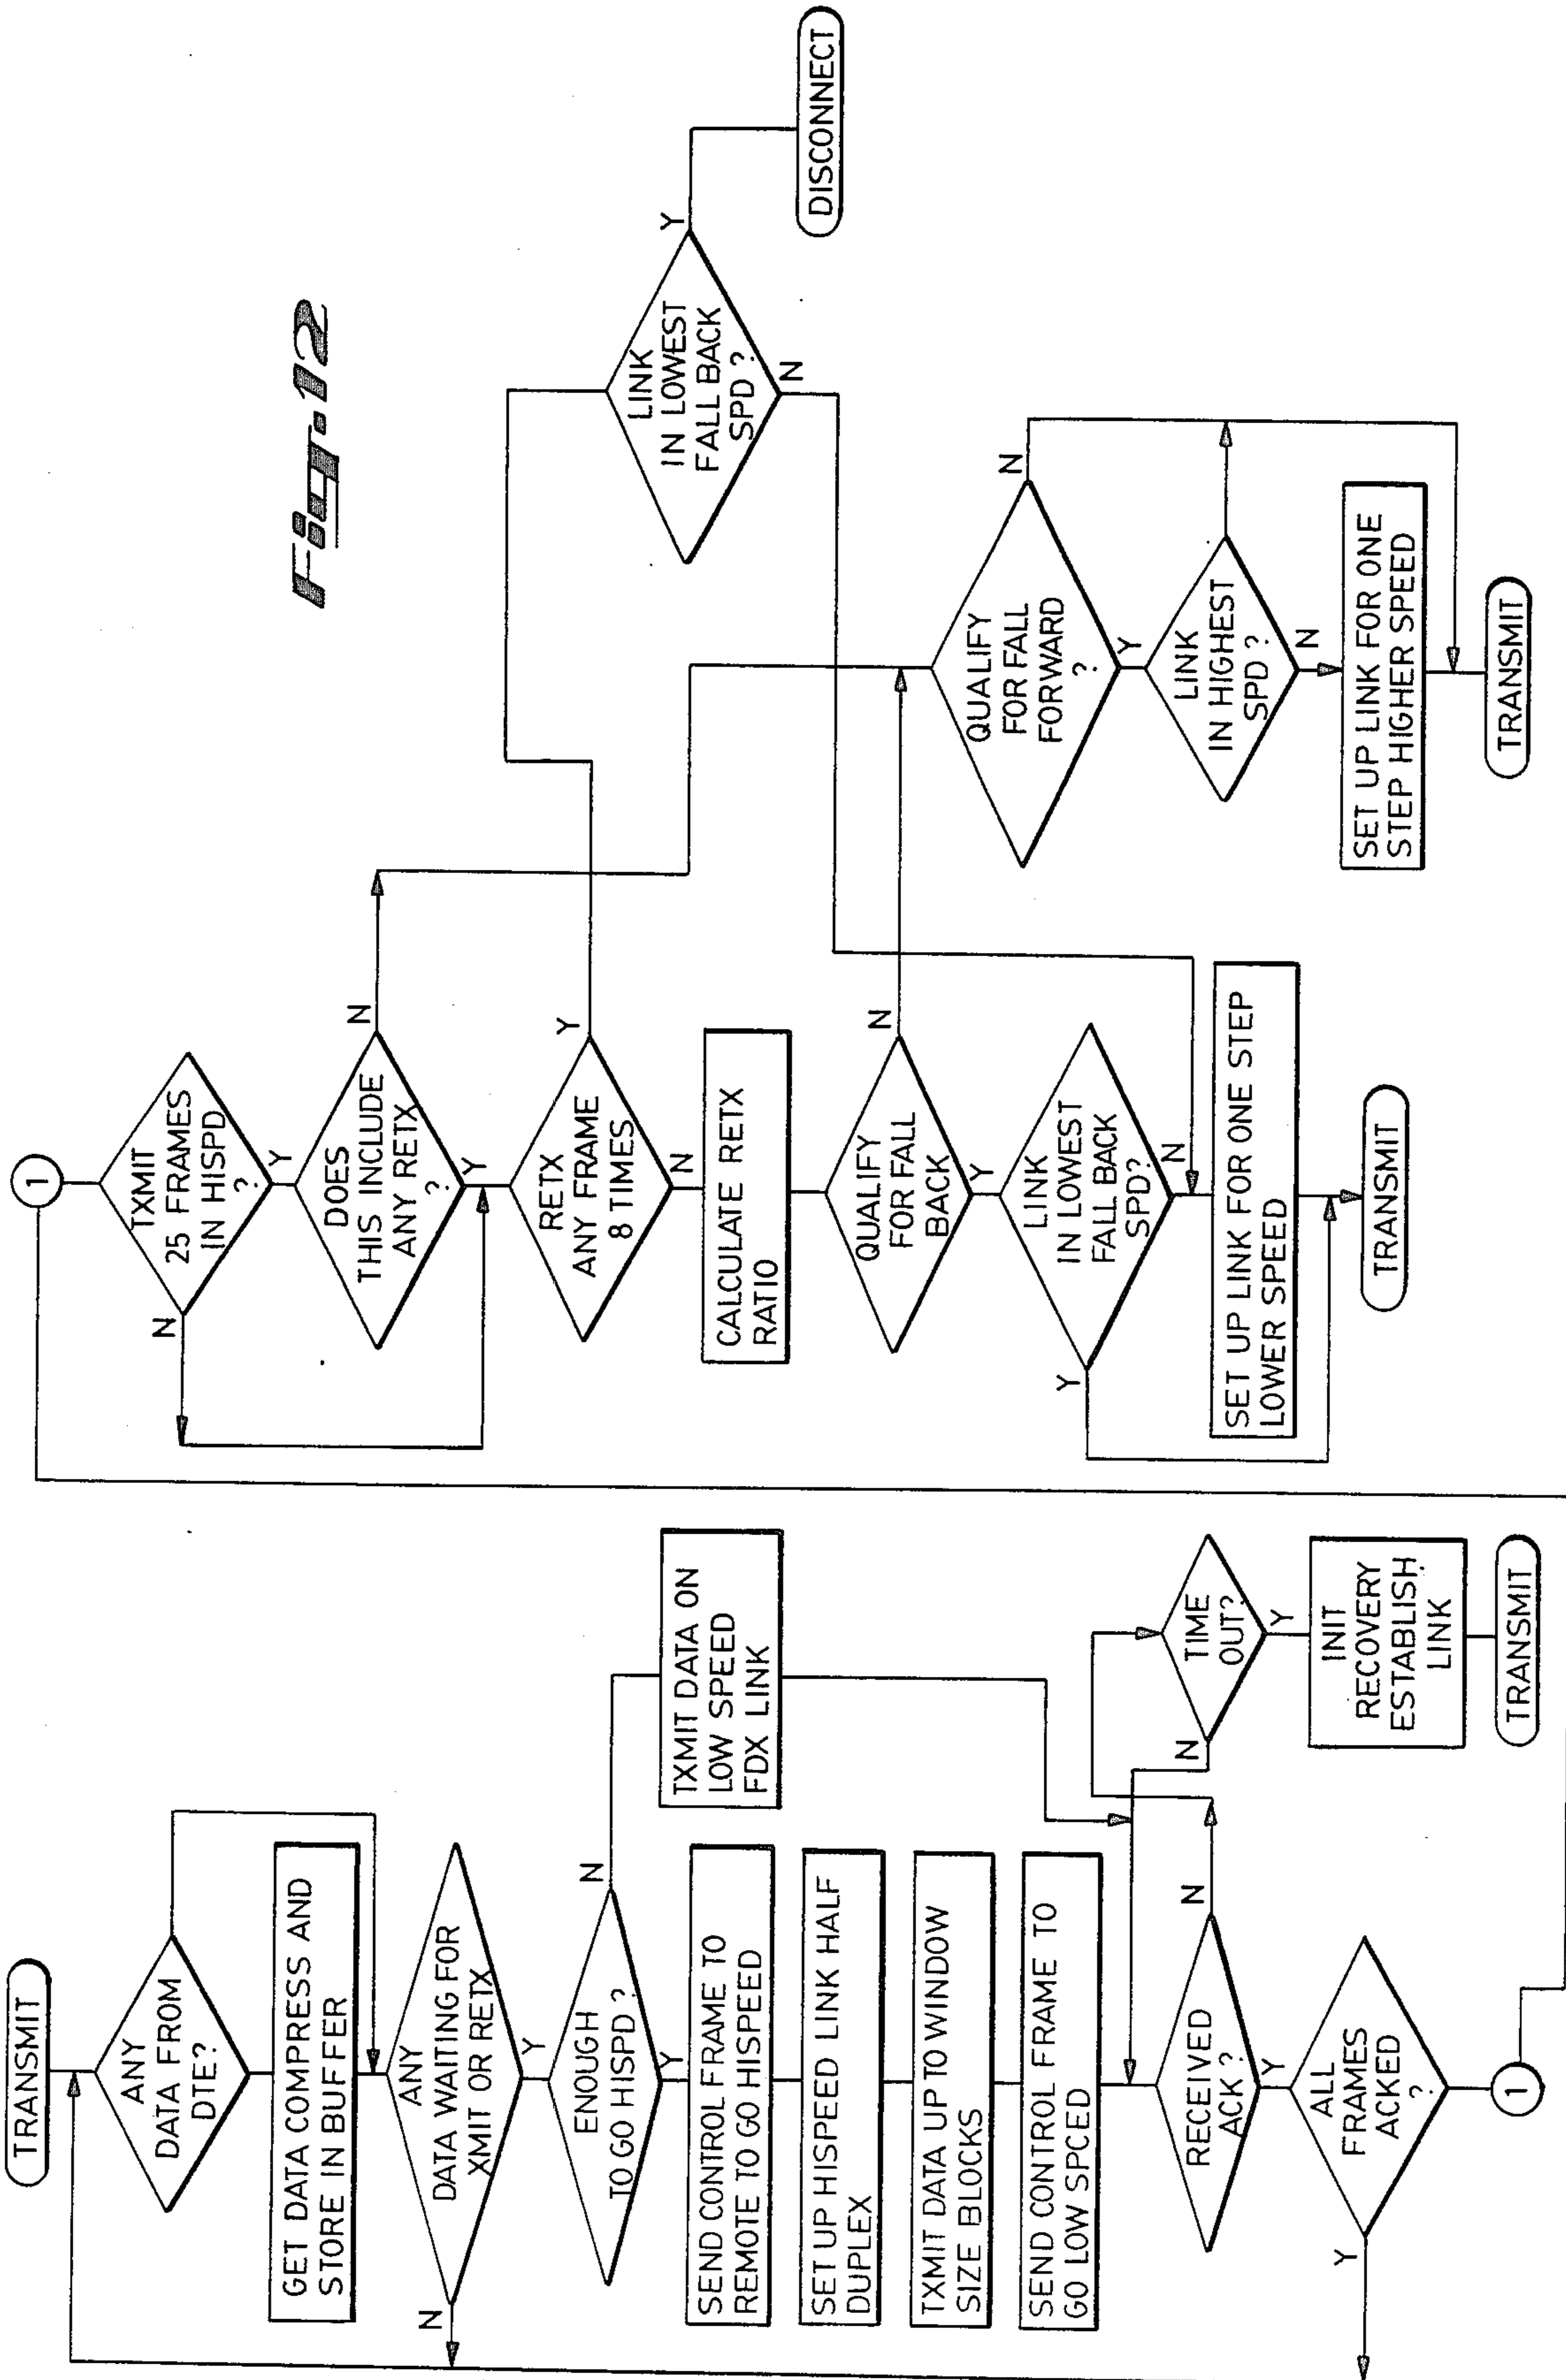 Fig-12
TRANSMIT
ANY
DATA FROM
DTE?
GET DATA COMPRESS AND
STORE IN BUFFER
ANY
DATA WAITING FOR
XMIT OR RETX
N
Y
ENOUGH
TO GO HISPD ?
N
Y
TXMIT DATA ON
LOW SPEED
FDX LINK
SEND CONTROL FRAME TO
REMOTE TO GO HISPEED
SET UP HISPEED LINK HALF
DUPLEX
TXMIT DATA UP TO WINDOW
SIZE BLOCKS
SEND CONTROL FRAME TO
GO LOW SPCED
RECEIVED
ACK ?
N
Y
TIME
OUT?
N
Y
INIT
RECOVERY
ESTABLISH
LINK
TRANSMIT
ALL
FRAMES
ACKED
?
Y
1
1
TXMIT
25 FRAMES
IN HISPD
?
N
Y
DOES
THIS INCLUDE
ANY RETX
?
N
Y
RETX
ANY FRAME
8 TIMES
Y
N
CALCULATE RETX
RATIO
QUALIFY
FOR FALL
BACK
N
Y
LINK
IN LOWEST
FALL BACK
SPD?
Y
N
SET UP LINK FOR ONE STEP
LOWER SPEED
TRANSMIT
LINK
IN LOWEST
FALL BACK
SPD ?
Y
N
DISCONNECT
QUALIFY
FOR FALL
FORWARD
?
N
Y
LINK
IN HIGHEST
SPD ?
N
SET UP LINK FOR ONE
STEP HIGHER SPEED
TRANSMIT